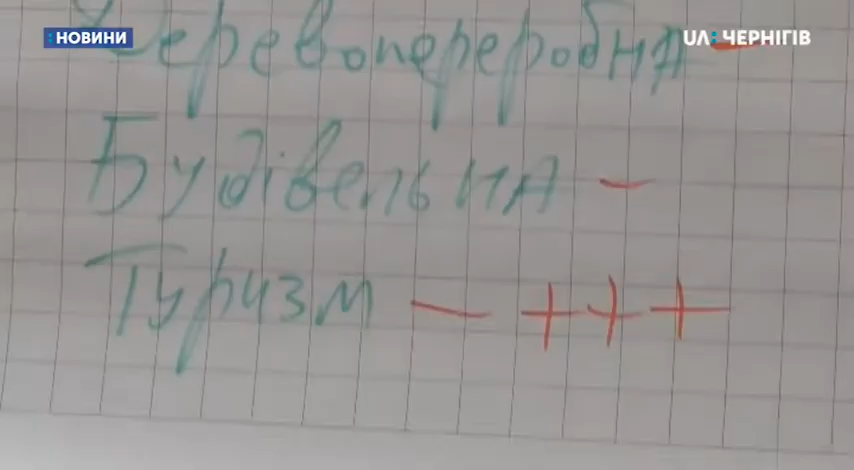 НОВИНИ
UA: ЧЕРНІГІВ
Деревопереробна –
Будівельна –
Туризм – +++